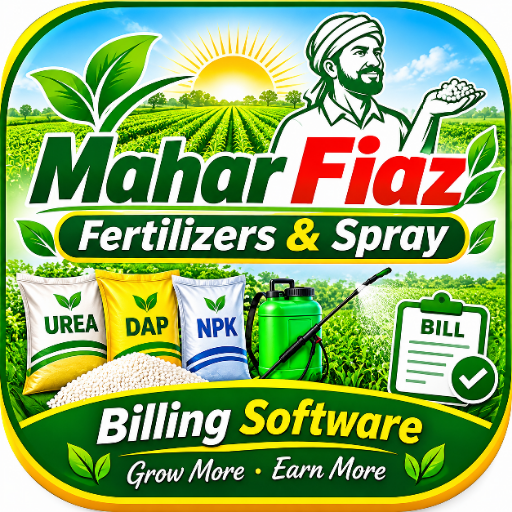 Mahar Fiaz
Fertilizers & Spray
UREA
DAP
NPK
BILL
Billing Software
Grow More · Earn More